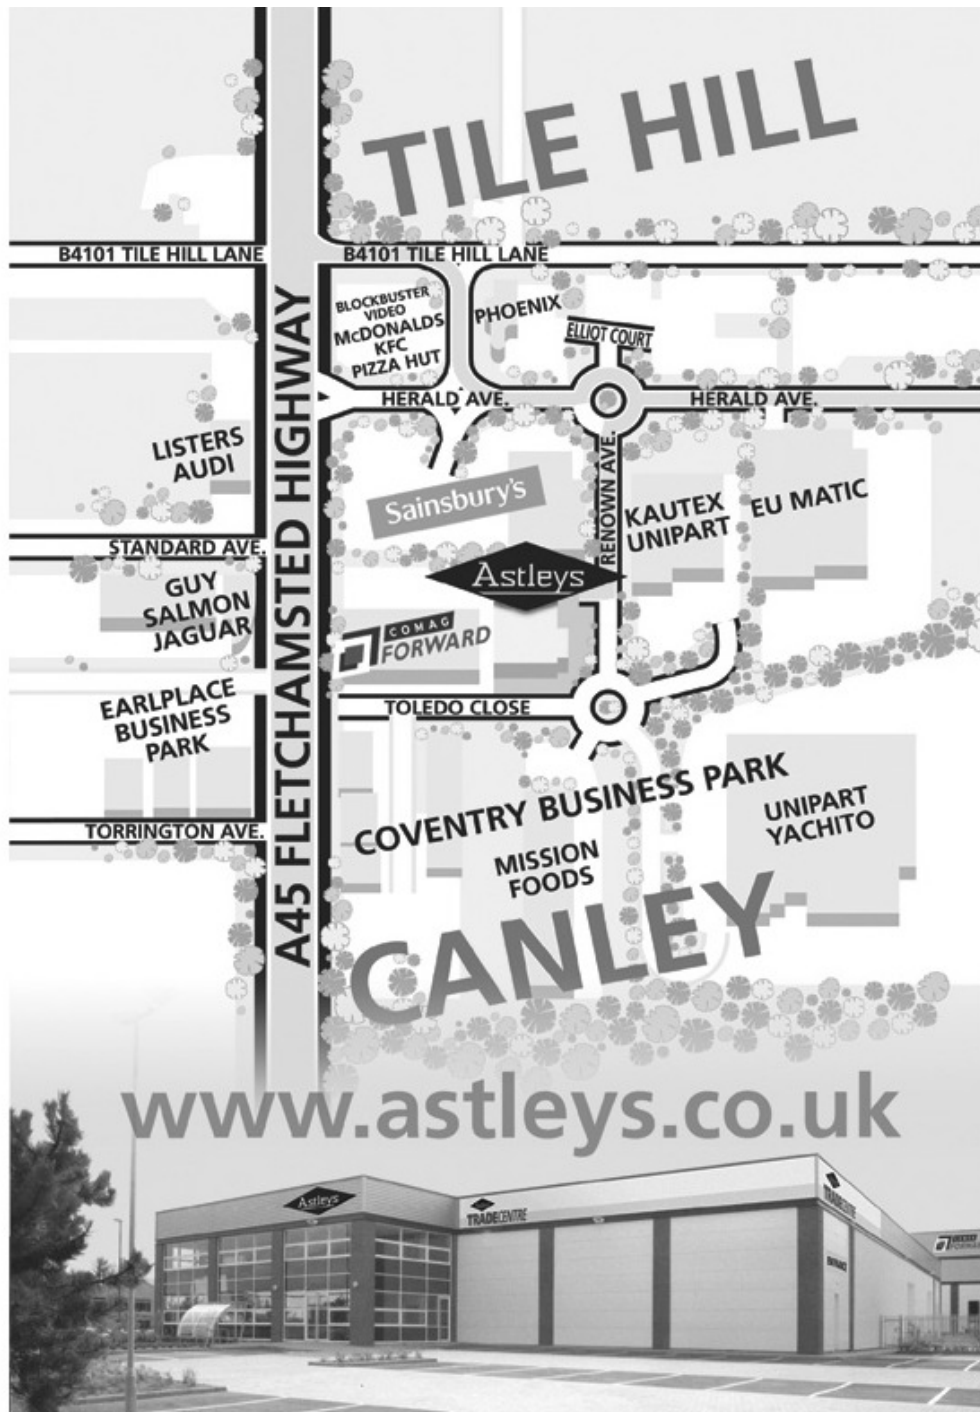 TILE HILL
B4101 TILE HILL LANE
B4101 TILE HILL LANE
BLOCKBUSTER
VIDEO
McDONALDS
KFC
PIZZA HUT
PHOENIX
ELLIOT COURT
HERALD AVE.
HERALD AVE.
A45 FLETCHAMSTED HIGHWAY
LISTERS
AUDI
Sainsbury's
RENOWN AVE.
KAUTEX
UNIPART
EU MATIC
STANDARD AVE.
GUY
SALMON
JAGUAR
Astleys
COMAG
FORWARD
EARLPLACE
BUSINESS
PARK
TOLEDO CLOSE
TORRINGTON AVE.
COVENTRY BUSINESS PARK
UNIPART
YACHITO
MISSION
FOODS
CANLEY
www.astleys.co.uk
Astleys
TRADECENTRE
TRADECENTRE
ENTRANCE
FORWARD